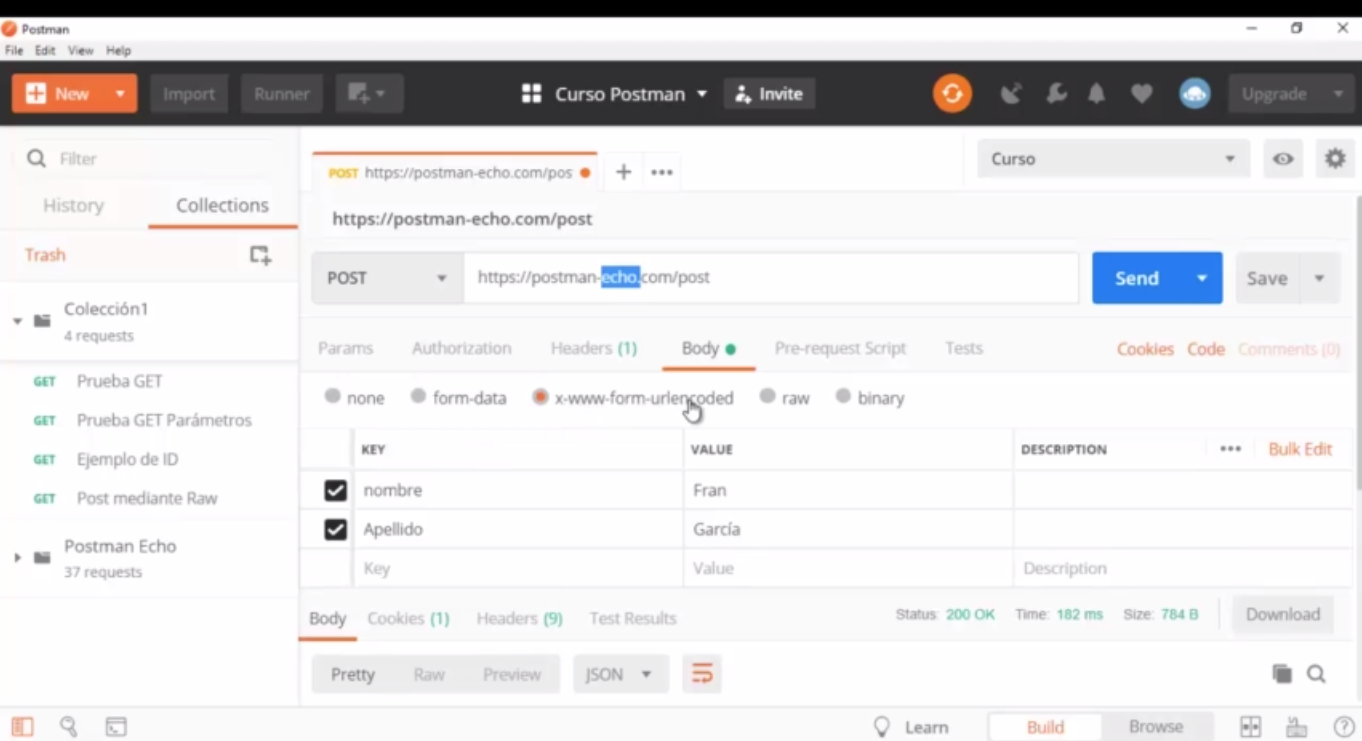 Postman
File Edit View Help
New Import Runner Curso Postman Invite Upgrade
Filter
History Collections
Trash
Colección1
4 requests
GET Prueba GET
GET Prueba GET Parámetros
GET Ejemplo de ID
GET Post mediante Raw
Postman Echo
37 requests
POST https://postman-echo.com/pos
Curso
https://postman-echo.com/post
POST https://postman-echo.com/post Send Save
Params Authorization Headers (1) Body Pre-request Script Tests Cookies Code Comments (0)
none form-data x-www-form-urlencoded raw binary
KEY VALUE DESCRIPTION Bulk Edit
nombre Fran
Apellido García
Key Value Description
Body Cookies (1) Headers (9) Test Results Status: 200 OK Time: 182 ms Size: 784 B Download
Pretty Raw Preview JSON
Learn Build Browse